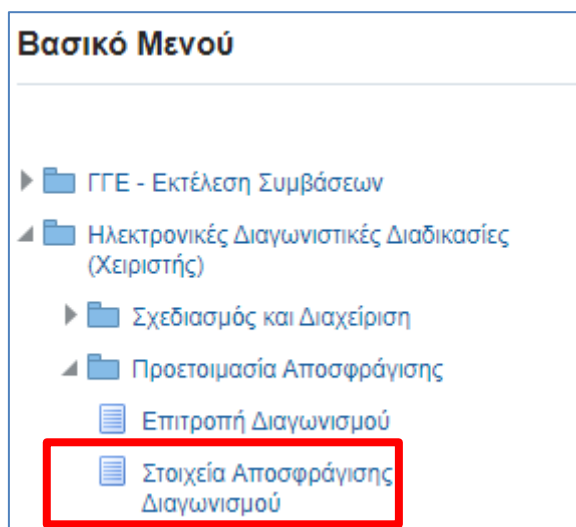 Βασικό Μενού
ΓΓΕ - Εκτέλεση Συμβάσεων
Ηλεκτρονικές Διαγωνιστικές Διαδικασίες
(Χειριστής)
Σχεδιασμός και Διαχείριση
Προετοιμασία Αποσφράγισης
Επιτροπή Διαγωνισμού
Στοιχεία Αποσφράγισης
Διαγωνισμού